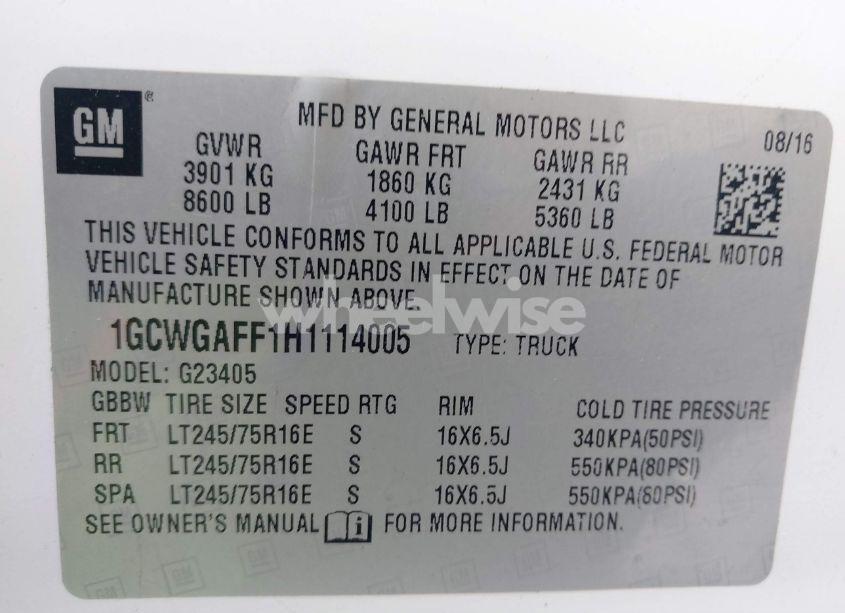 GM
®
MFD BY GENERAL MOTORS LLC
08/16
GVWR GAWR FRT GAWR RR
3901 KG 1860 KG 2431 KG
8600 LB 4100 LB 5360 LB
THIS VEHICLE CONFORMS TO ALL APPLICABLE U.S. FEDERAL MOTOR
VEHICLE SAFETY STANDARDS IN EFFECT ON THE DATE OF
MANUFACTURE SHOWN ABOVE.
wheelwise
1GCWGAFF1H1114005 TYPE: TRUCK
MODEL: G23405
GBBW TIRE SIZE SPEED RTG RIM COLD TIRE PRESSURE
FRT LT245/75R16E S 16X6.5J 340KPA(50PSI)
RR LT245/75R16E S 16X6.5J 550KPA(80PSI)
SPA LT245/75R16E S 16X6.5J 550KPA(80PSI)
SEE OWNER'S MANUAL i FOR MORE INFORMATION.